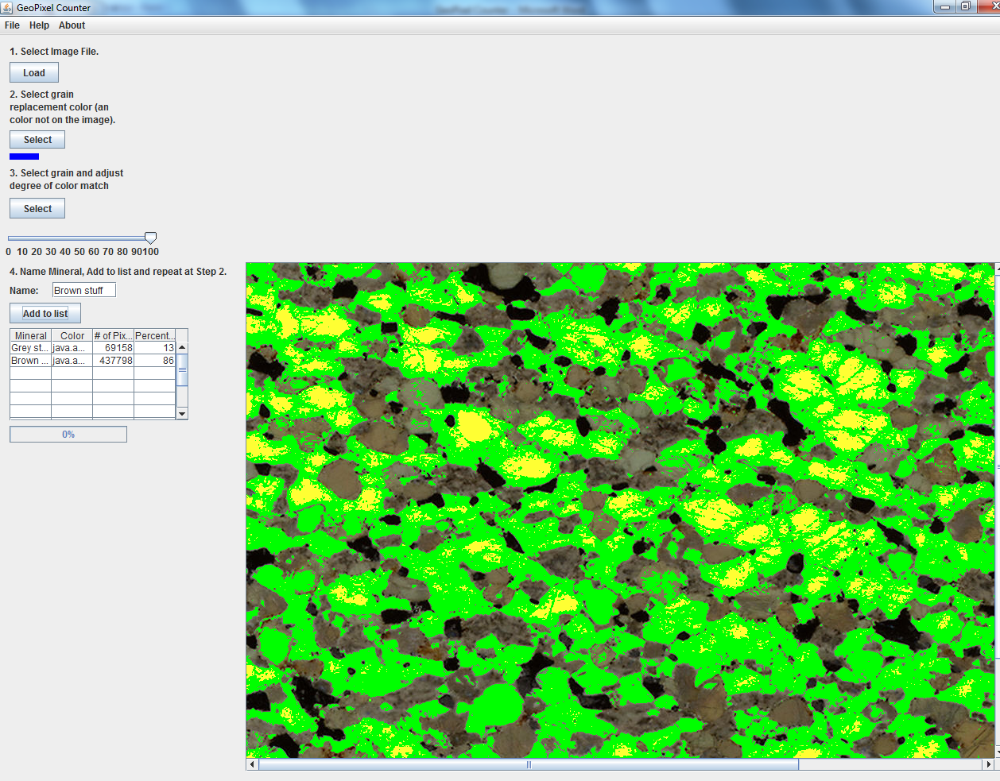 GeoPixel Counter
File Help About
1. Select Image File.
Load
2. Select grain
replacement color (an
color not on the image).
Select
3. Select grain and adjust
degree of color match
Select
0 10 20 30 40 50 60 70 80 90100
4. Name Mineral, Add to list and repeat at Step 2.
Name: Brown stuff
Add to list
Mineral Color # of Pix... Percent...
Grey st... java.a... 69158 13
Brown ... java.a... 437798 86
0%